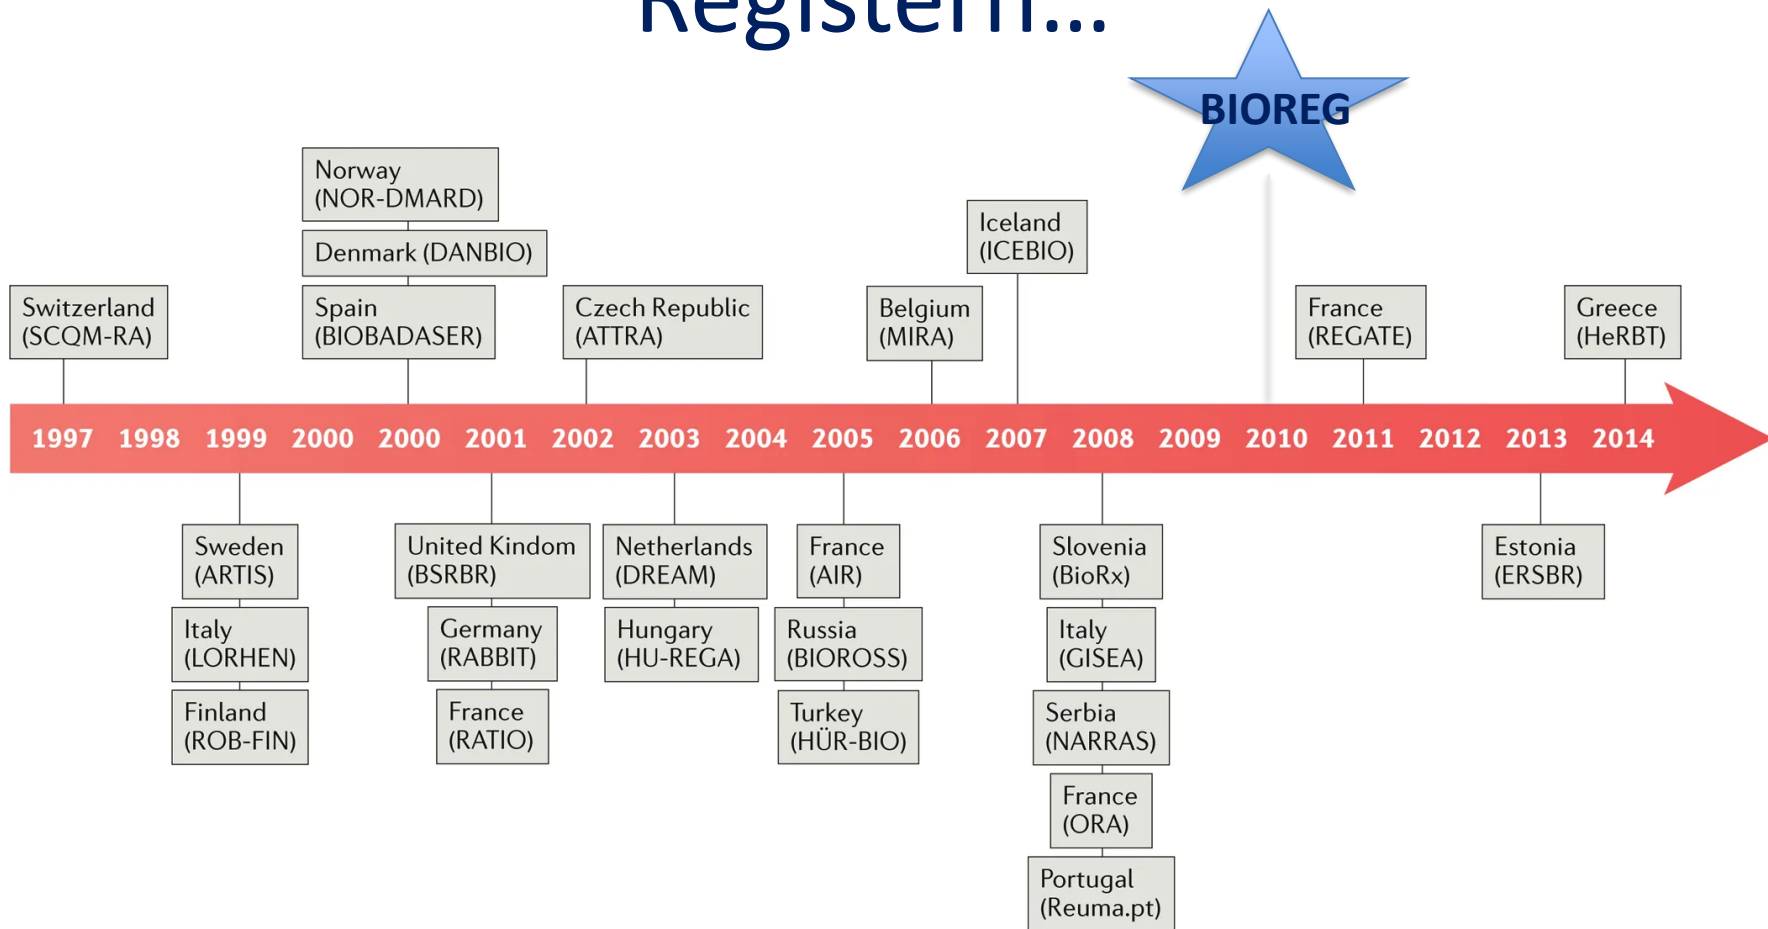 Registern...
BIOREG
Norway
(NOR-DMARD)
Denmark (DANBIO)
Iceland
(ICEBIO)
Switzerland
(SCQM-RA)
Spain
(BIOBADASER)
Czech Republic
(ATTRA)
Belgium
(MIRA)
France
(REGATE)
Greece
(HeRBT)
1997 1998 1999 2000 2000 2001 2002 2003 2004 2005 2006 2007 2008 2009 2010 2011 2012 2013 2014
Sweden
(ARTIS)
Italy
(LORHEN)
Finland
(ROB-FIN)
United Kindom
(BSRBR)
Germany
(RABBIT)
France
(RATIO)
Netherlands
(DREAM)
Hungary
(HU-REGA)
France
(AIR)
Russia
(BIOROSS)
Turkey
(HÜR-BIO)
Slovenia
(BioRx)
Italy
(GISEA)
Serbia
(NARRAS)
France
(ORA)
Portugal
(Reuma.pt)
Estonia
(ERSBR)